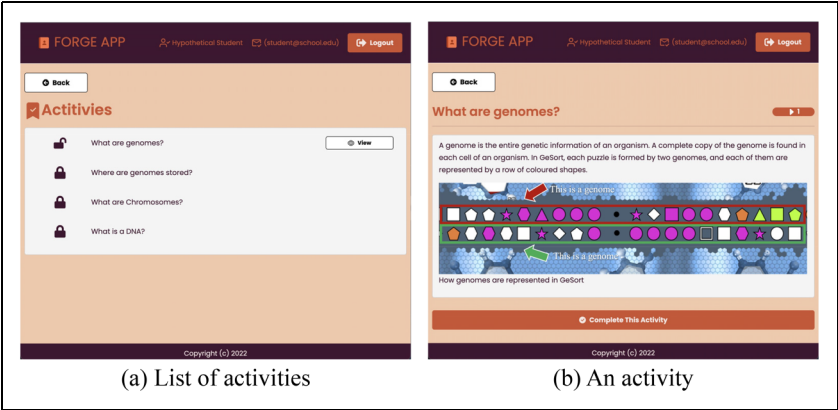 FORGE APP
Hypothetical Student
(student@school.edu)
Logout
Back
Actitivies
What are genomes?
View
Where are genomes stored?
What are Chromosomes?
What is a DNA?
Copyright (c) 2022
(a) List of activities
FORGE APP
Hypothetical Student
(student@school.edu)
Logout
Back
What are genomes?
1
A genome is the entire genetic information of an organism. A complete copy of the genome is found in
each cell of an organism. In GeSort, each puzzle is formed by two genomes, and each of them are
represented by a row of coloured shapes.
This is a genome
This is a genome
How genomes are represented in GeSort
Complete This Activity
Copyright (c) 2022
(b) An activity